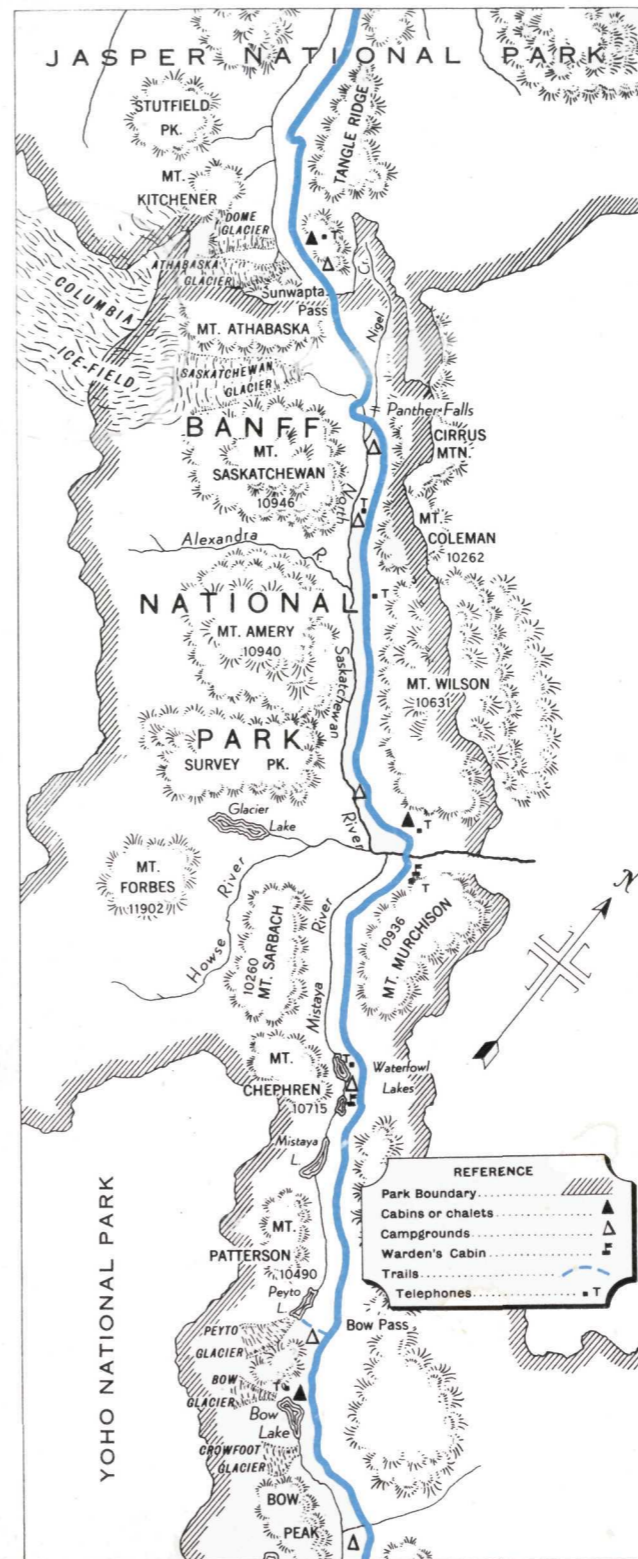 JASPER NATIONAL PARK
STUTFIELD
PK.
TANGLE RIDGE
MT.
KITCHENER
DOME
GLACIER
T
ATHABASKA
GLACIER
Cr.
Sunwapta
Pass
COLUMBIA
ICE-FIELD
MT. ATHABASKA
Nigel
SASKATCHEWAN
GLACIER
Panther Falls
BANFF
MT.
SASKATCHEWAN
10946
CIRRUS
MTN.
North
T
MT.
COLEMAN
10262
Alexandra
R.
NATIONAL
T
MT. AMERY
10940
Saskatchewan
MT. WILSON
10631
PARK
SURVEY PK.
Glacier
Lake
River
T
MT.
FORBES
11902
T
Howse River
10260
MT. SARBACH
Mistaya River
10936
MT. MURCHISON
N
MT.
CHEPHREN
10715
T
Waterfowl
Lakes
Mistaya
L.
REFERENCE
Park Boundary
Cabins or chalets
Campgrounds
Warden's Cabin
Trails
Telephones T
YOHO NATIONAL PARK
MT.
PATTERSON
10490
Peyto
L.
Bow Pass
PEYTO
GLACIER
BOW
GLACIER
T
Bow
Lake
CROWFOOT
GLACIER
BOW
PEAK